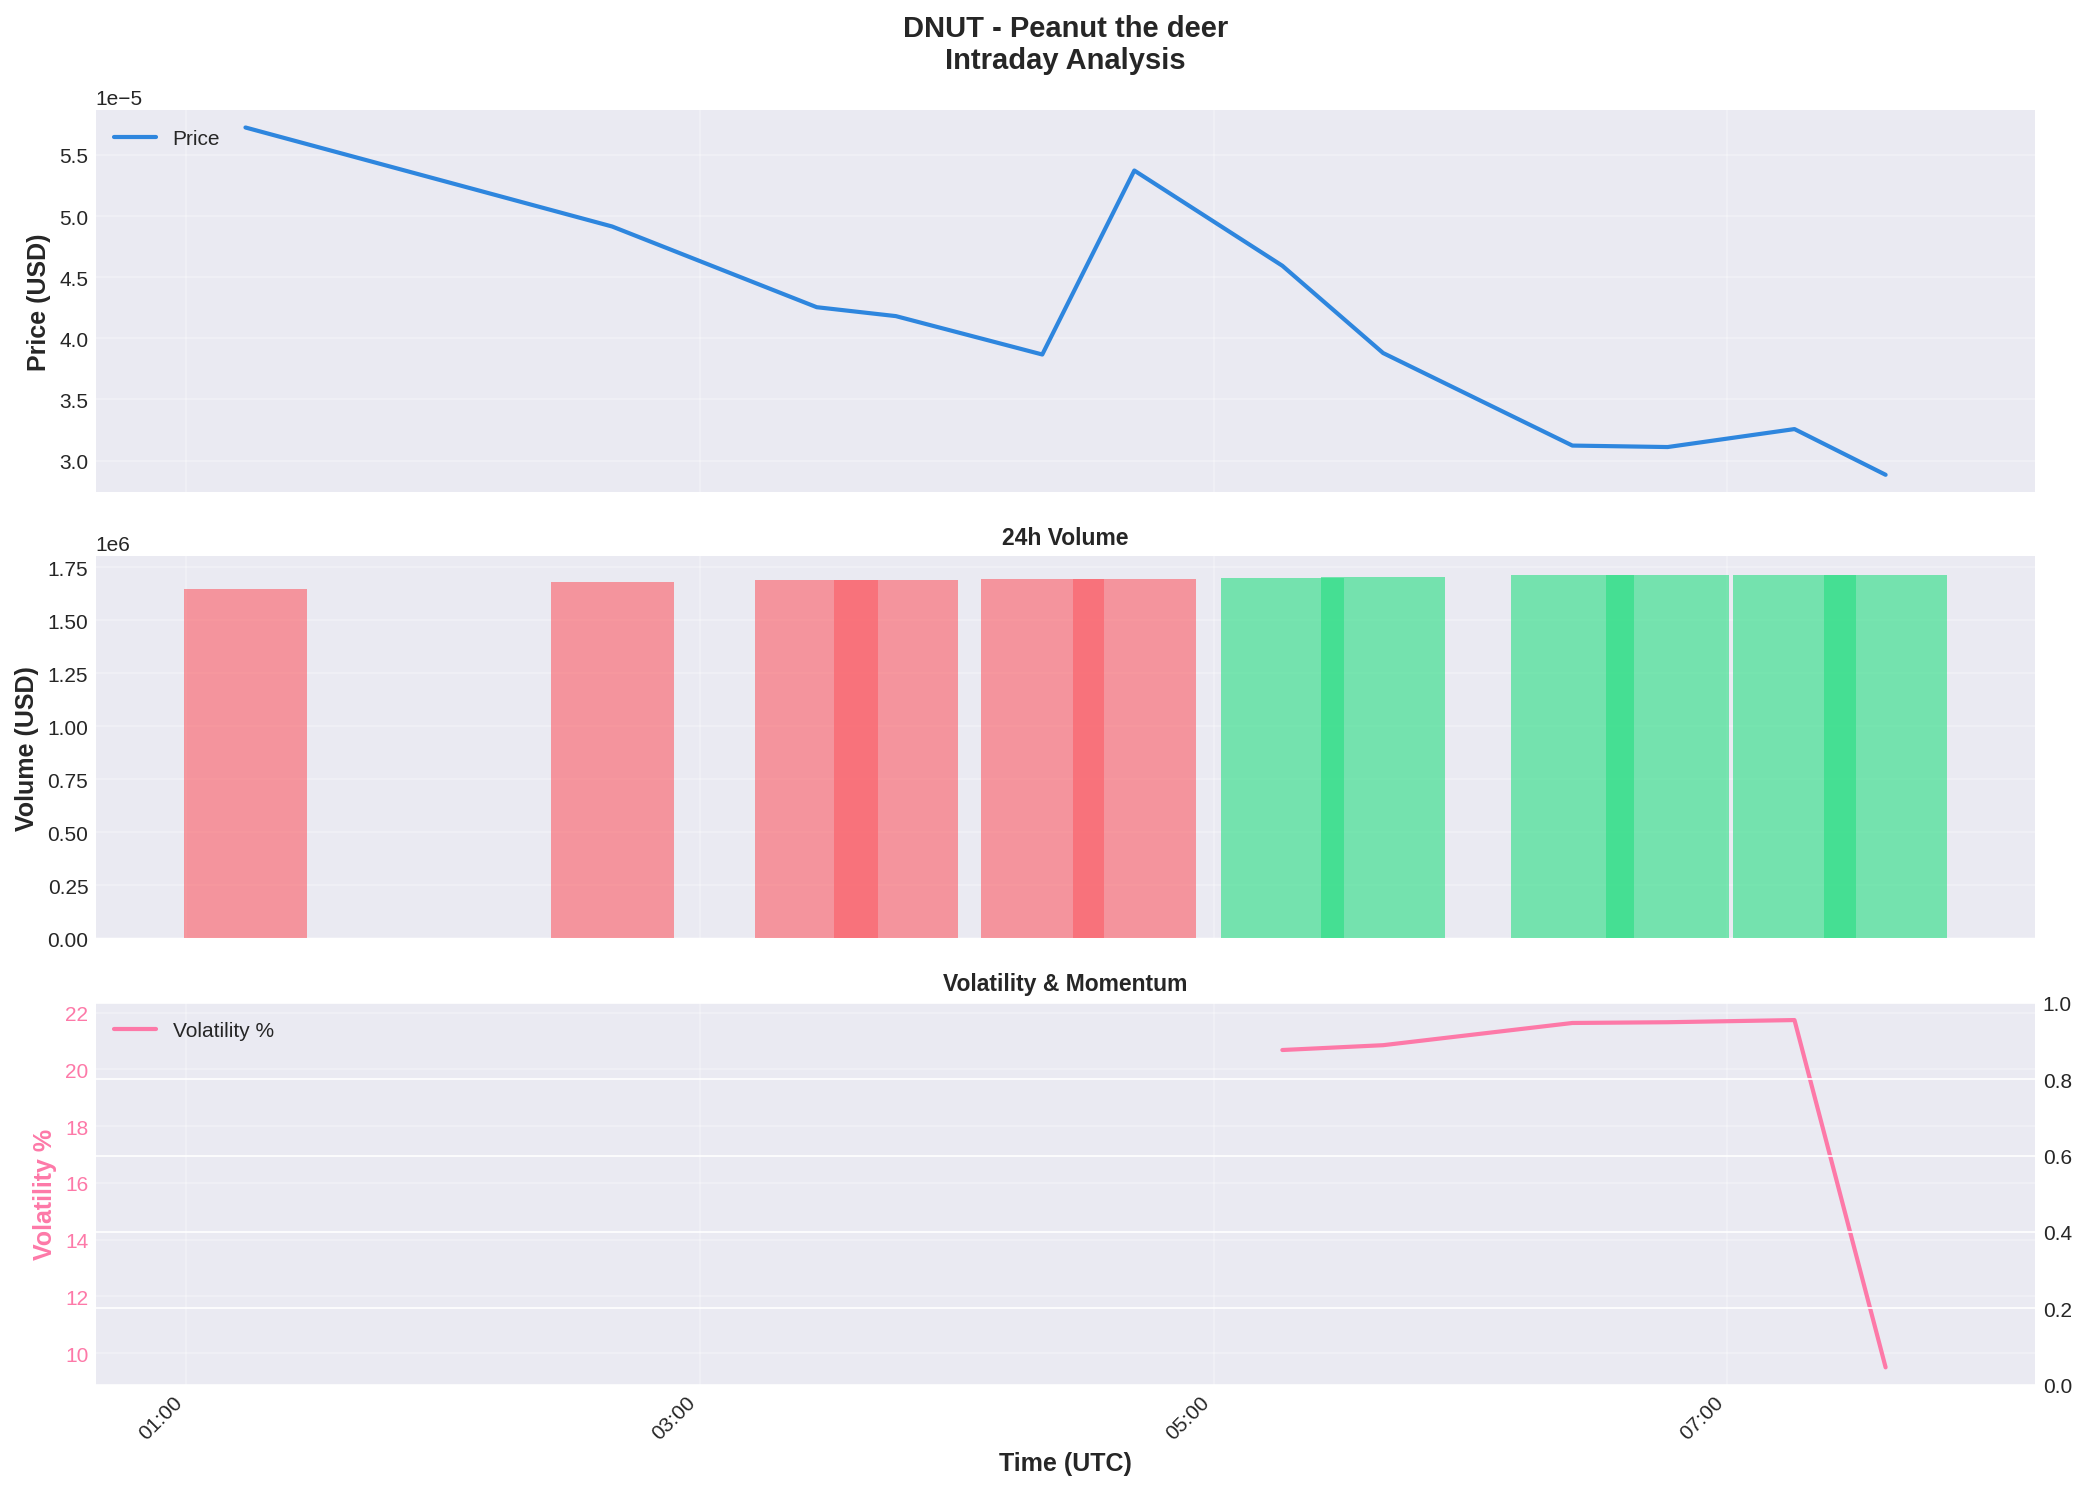 DNUT - Peanut the deer
Intraday Analysis
1e−5
Price
5.5
5.0
4.5
4.0
3.5
3.0
Price (USD)
24h Volume
1e6
1.75
1.50
1.25
1.00
0.75
0.50
0.25
0.00
Volume (USD)
Volatility & Momentum
Volatility %
22
20
18
16
14
12
10
Volatility %
1.0
0.8
0.6
0.4
0.2
0.0
01:00
03:00
05:00
07:00
Time (UTC)